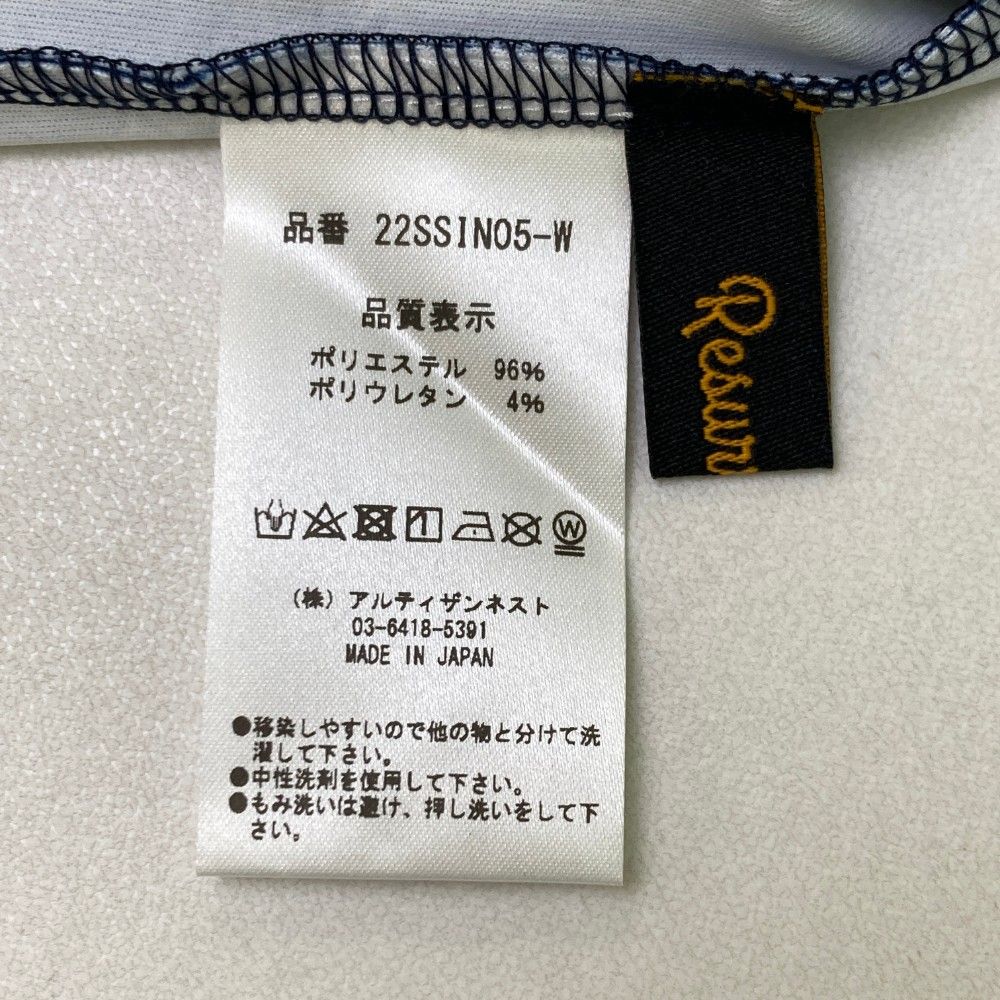 品番 22SSIN05-W
品質表示
ポリエステル 96%
ポリウレタン 4%
W
(株)アルティザンネスト
03-6418-5391
MADE IN JAPAN
●移染しやすいので他の物と分けて洗
濯して下さい。
●中性洗剤を使用して下さい。
●もみ洗いは避け、押し洗いをして下
さい。